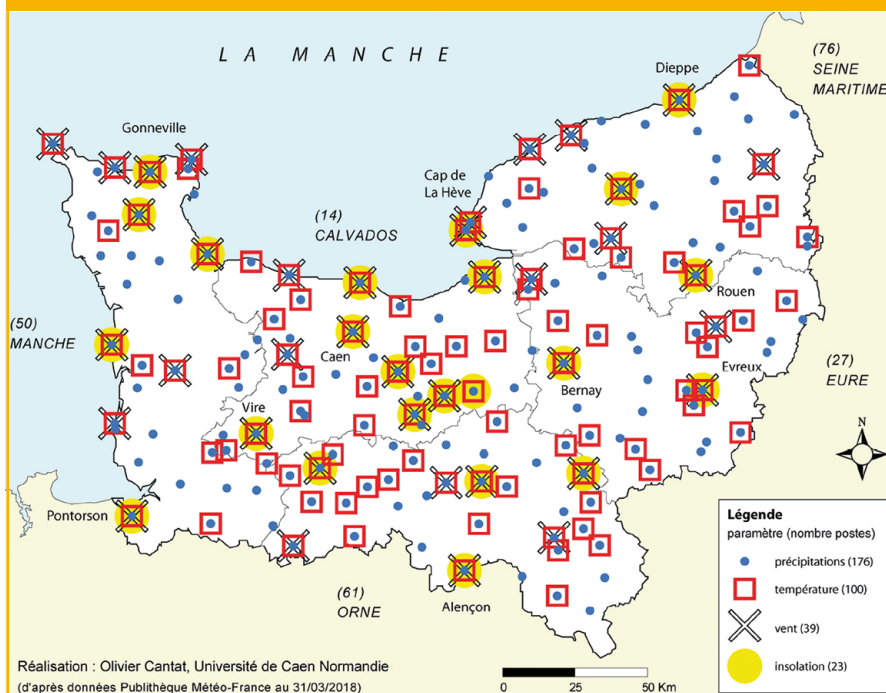 LA MANCHE
(76)
SEINE
MARITIME
Dieppe
Gonneville
Cap de
La Hève
(14)
CALVADOS
Rouen
(50)
MANCHE
Caen
Evreux
(27)
EURE
Bernay
Vire
N
Pontorson
(61)
ORNE
Alençon
Légende
paramètre (nombre postes)
précipitations (176)
température (100)
vent (39)
insolation (23)
Réalisation : Olivier Cantat, Université de Caen Normandie
(d'après données Publithèque Météo-France au 31/03/2018)
0 25 50 Km